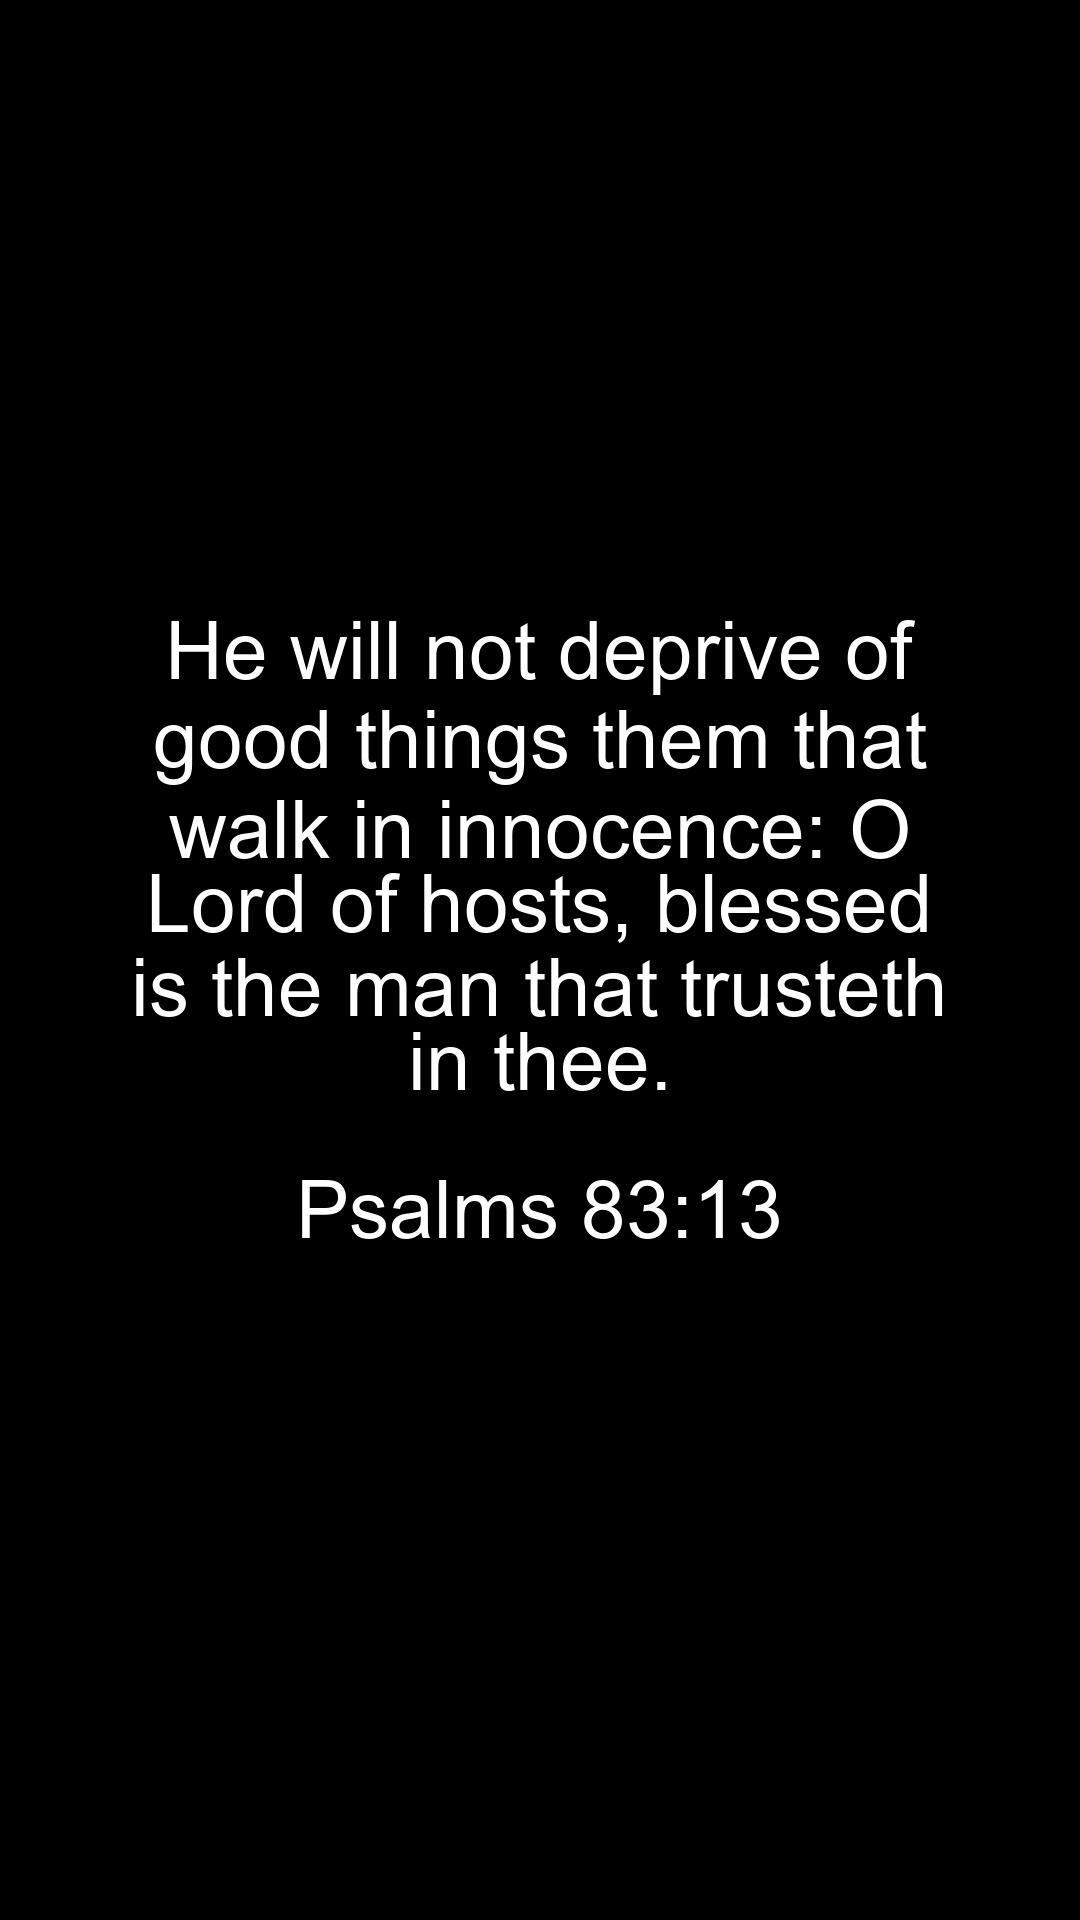 He will not deprive of
good things them that
walk in innocence: O
Lord of hosts, blessed
is the man that trusteth
in thee.
Psalms 83:13